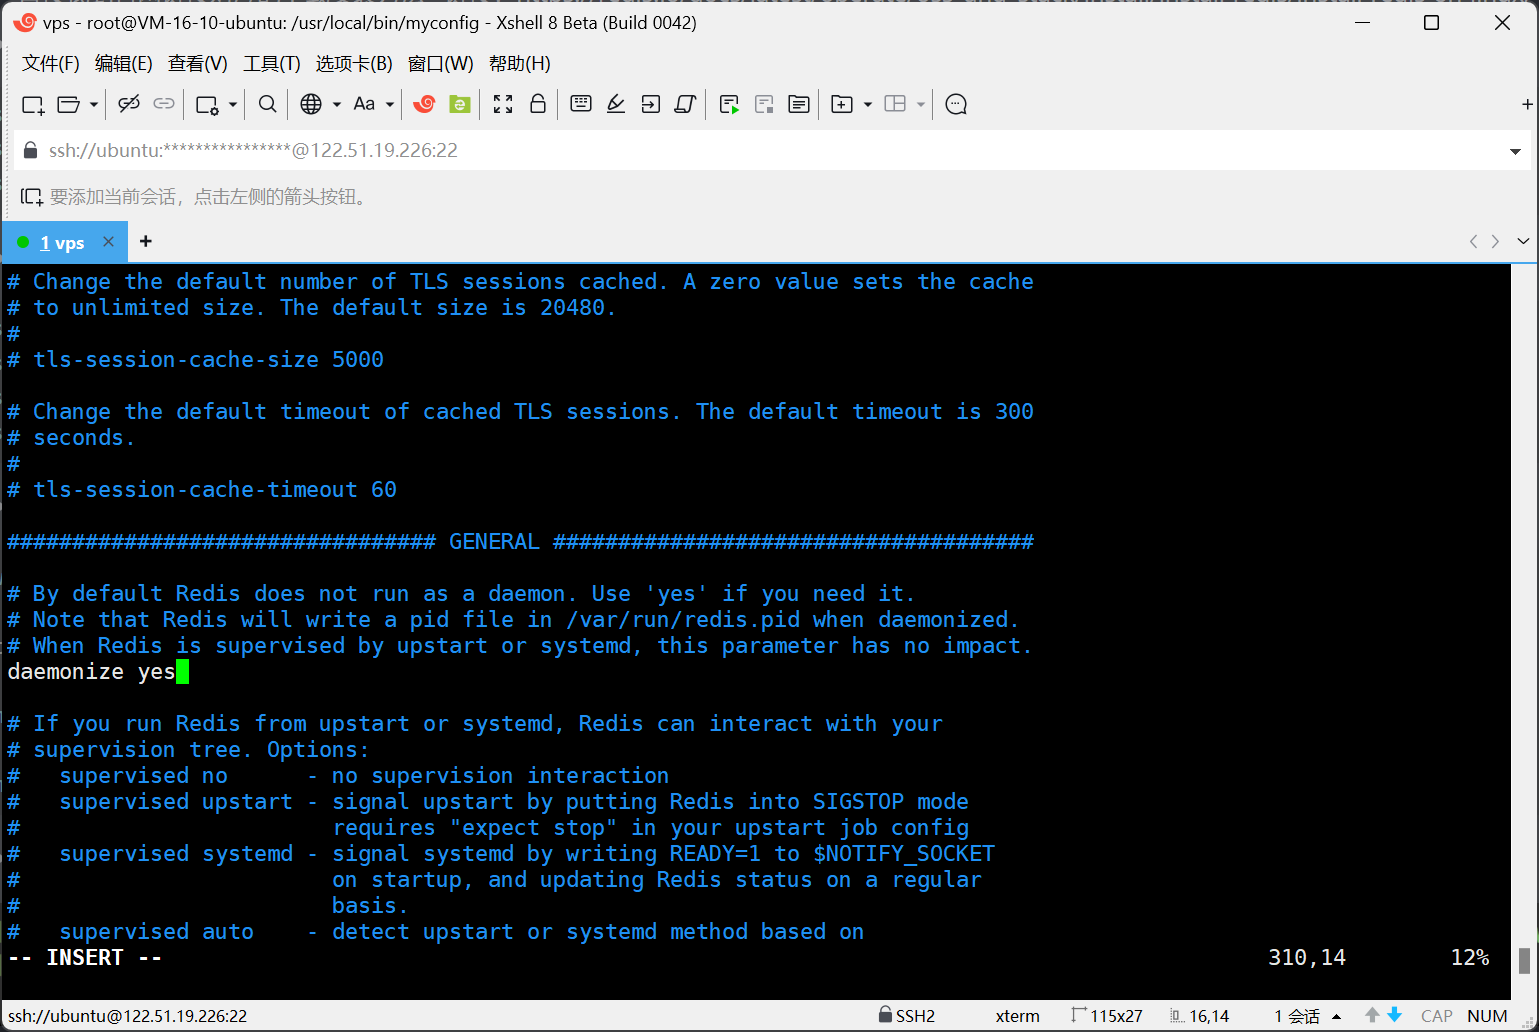 vps - root@VM-16-10-ubuntu: /usr/local/bin/myconfig - Xshell 8 Beta (Build 0042)
文件(F) 编辑(E) 查看(V) 工具(T) 选项卡(B) 窗口(W) 帮助(H)
Aa
ssh://ubuntu:****************@122.51.19.226:22
要添加当前会话，点击左侧的箭头按钮。
1 vps
# Change the default number of TLS sessions cached. A zero value sets the cache
# to unlimited size. The default size is 20480.
#
# tls-session-cache-size 5000
# Change the default timeout of cached TLS sessions. The default timeout is 300
# seconds.
#
# tls-session-cache-timeout 60
################################# GENERAL #####################################
# By default Redis does not run as a daemon. Use 'yes' if you need it.
# Note that Redis will write a pid file in /var/run/redis.pid when daemonized.
# When Redis is supervised by upstart or systemd, this parameter has no impact.
daemonize yes
# If you run Redis from upstart or systemd, Redis can interact with your
# supervision tree. Options:
#   supervised no      - no supervision interaction
#   supervised upstart - signal upstart by putting Redis into SIGSTOP mode
#                        requires "expect stop" in your upstart job config
#   supervised systemd - signal systemd by writing READY=1 to $NOTIFY_SOCKET
#                        on startup, and updating Redis status on a regular
#                        basis.
#   supervised auto    - detect upstart or systemd method based on
-- INSERT -- 310,14 12%
ssh://ubuntu@122.51.19.226:22 SSH2 xterm 115x27 16,14 1 会话 CAP NUM